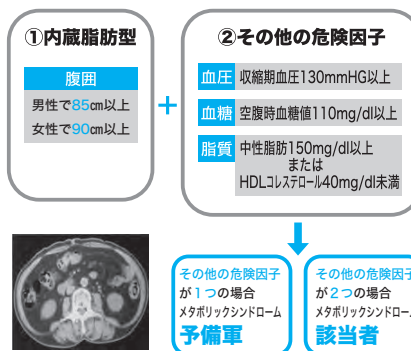 ①内蔵脂肪型
腹囲
男性で85㎝以上
女性で90㎝以上
+
②その他の危険因子
血圧 収縮期血圧130mmHG以上
血糖 空腹時血糖値110mg/dl以上
脂質 中性脂肪150mg/dl以上
または
HDLコレステロール40mg/dl未満
その他の危険因子
が1つの場合
メタボリックシンドローム
予備軍
その他の危険因子
が2つの場合
メタボリックシンドローム
該当者